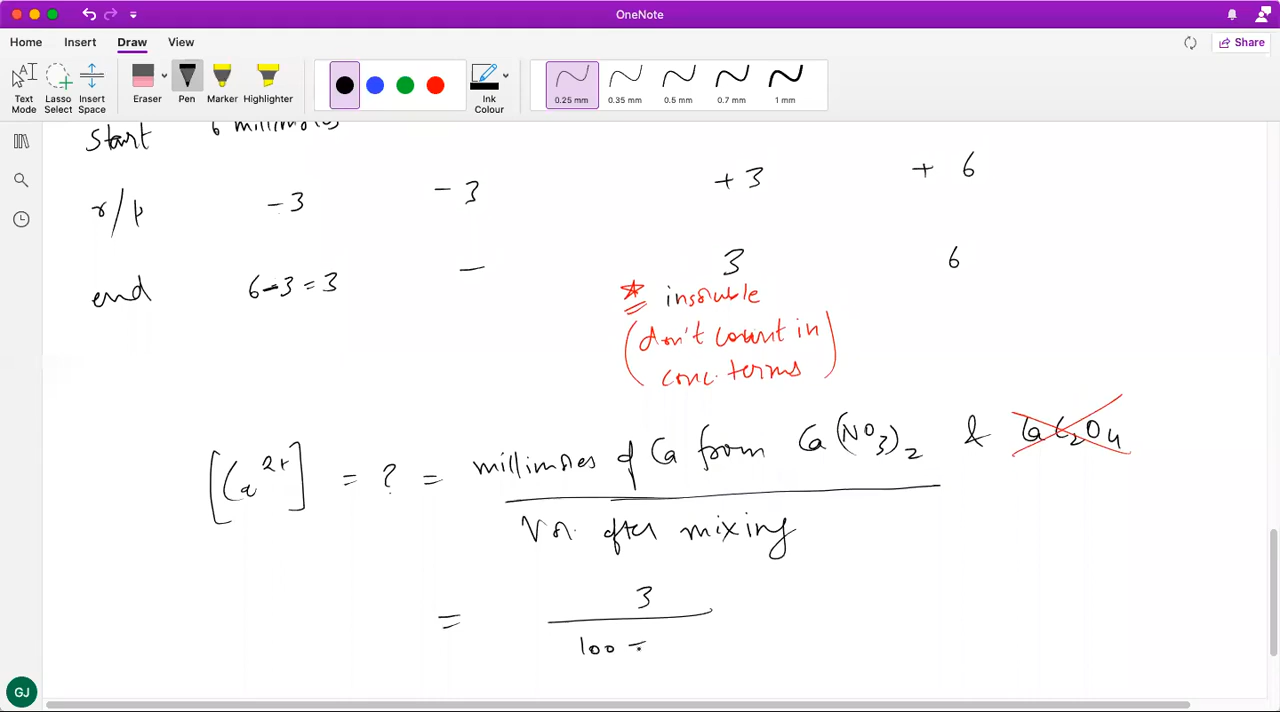 OneNote
Home Insert Draw View
Share
Text Mode
Lasso Select
Insert Space
Eraser
Pen
Marker
Highlighter
Ink Colour
0.25 mm 0.35 mm 0.5 mm 0.7 mm 1 mm
Start 6 millimoles
r/p -3 -3 +3 + 6
end 6-3=3 — 3 6
* insoluble
(don't count in
conc. terms)
[Ca2+] = ? = millimoles of Ca from Ca(NO3)2 & CaC2O4
Vol. after mixing
= 3
100
GJ